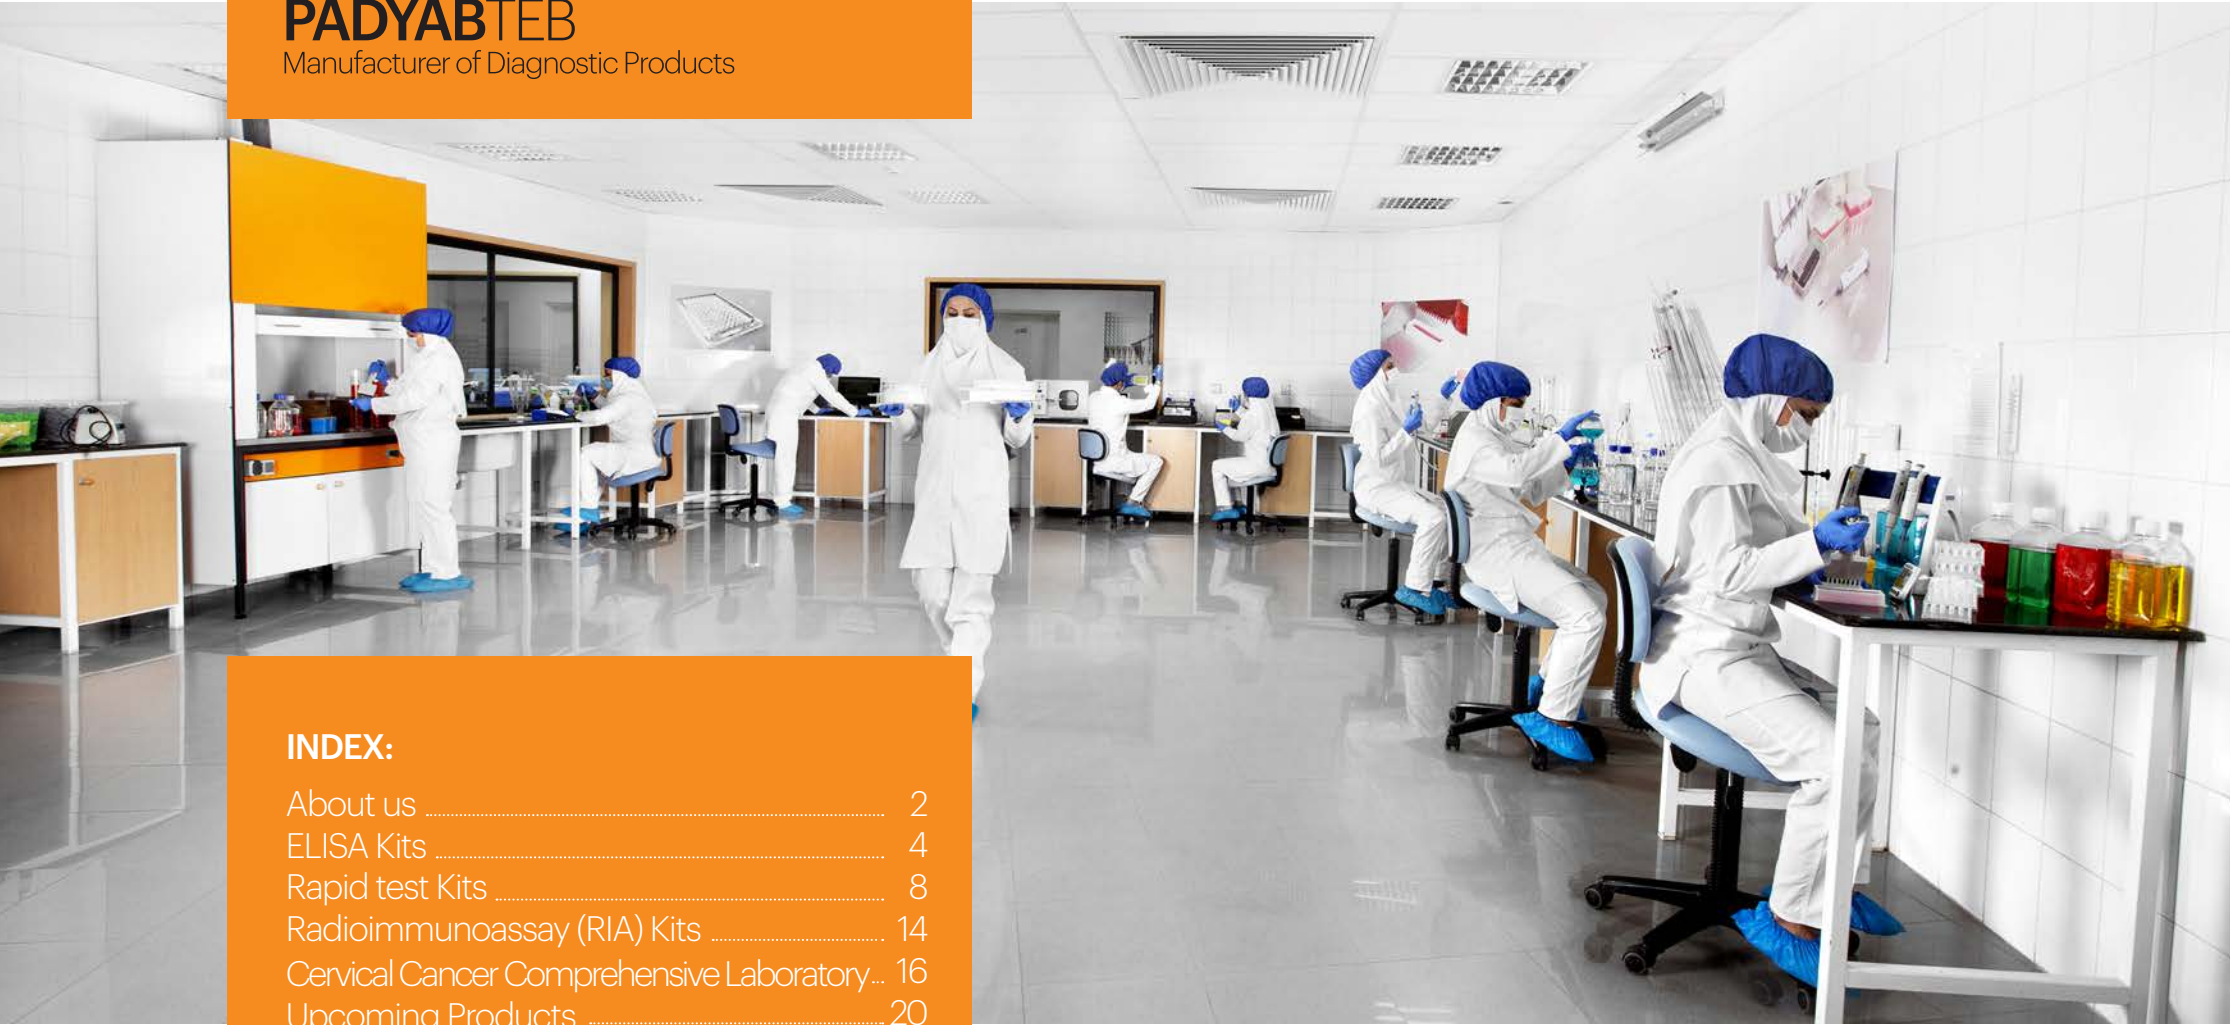 PADYABTEB
Manufacturer of Diagnostic Products
INDEX:
About us 2
ELISA Kits 4
Rapid test Kits 8
Radioimmunoassay (RIA) Kits 14
Cervical Cancer Comprehensive Laboratory 16
Upcoming Products 20